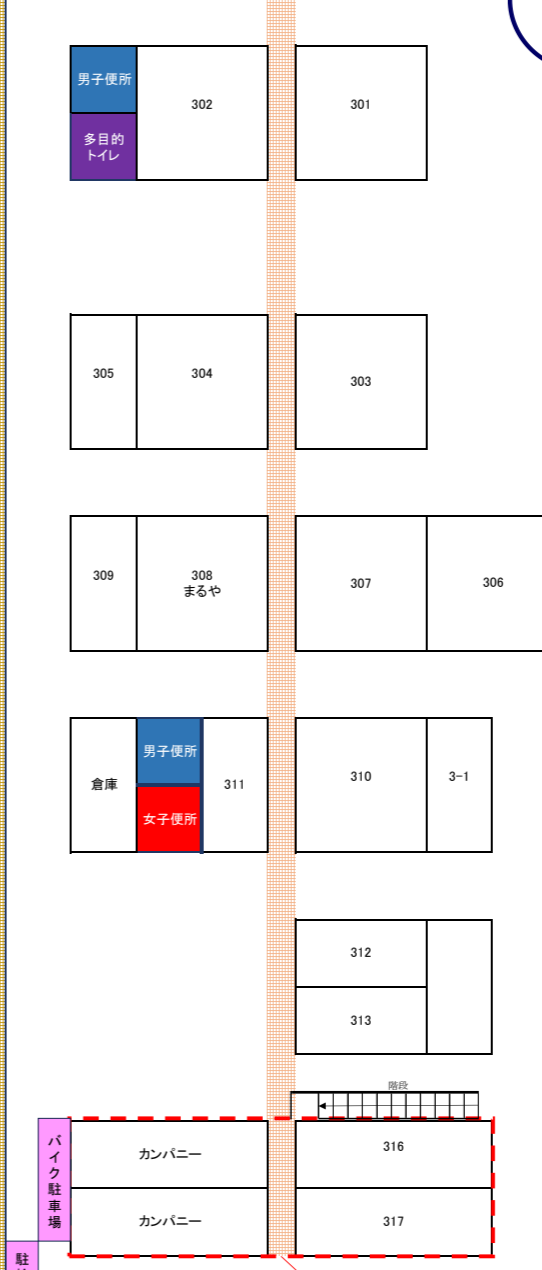 男子便所
302
301
多目的
トイレ
305
304
303
309
308
まるや
307
306
倉庫
男子便所
女子便所
311
310
3-1
312
313
階段
バイク駐車場
カンパニー
316
カンパニー
317
駐